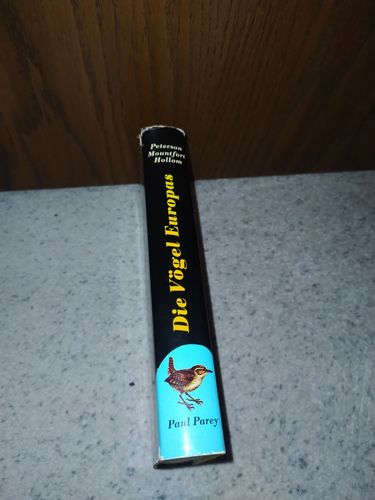 Peterson
Mountfort
Hollom
Die Vögel Europas
Paul Parey